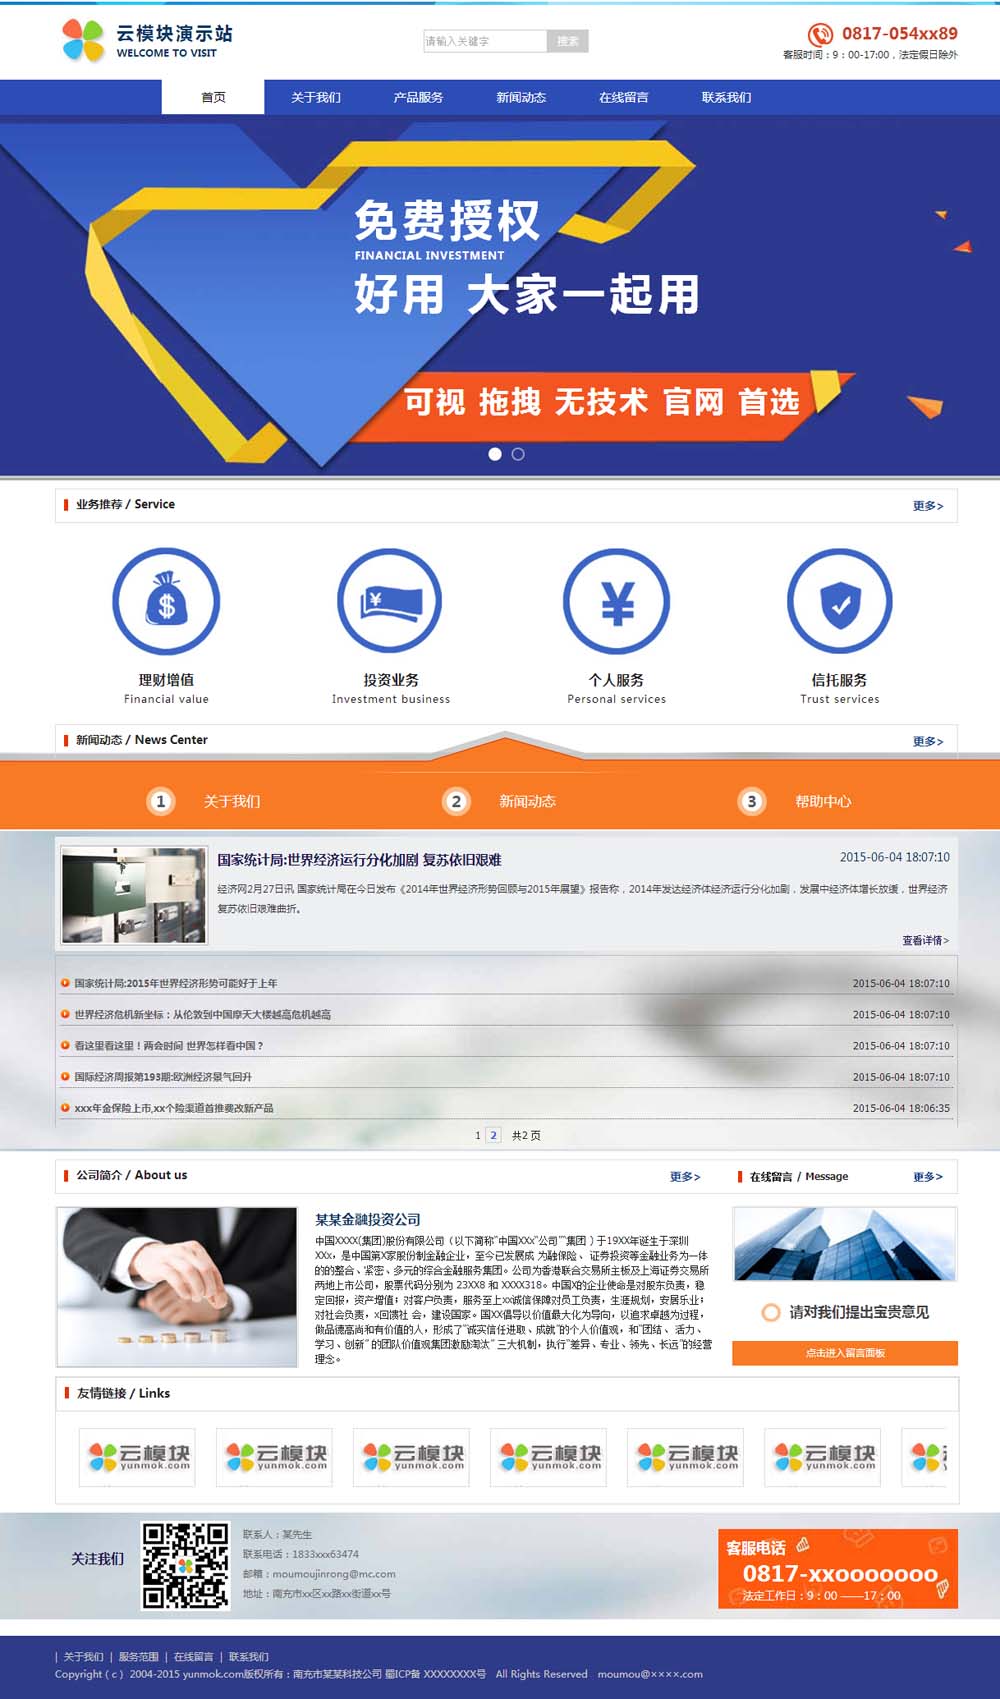 云模块演示站
WELCOME TO VISIT
请输入关键字
搜索
0817-054xx89
客服时间：9：00-17:00，法定假日除外
首页
关于我们
产品服务
新闻动态
在线留言
联系我们
免费授权
FINANCIAL INVESTMENT
好用 大家一起用
可视 拖拽 无技术 官网 首选
业务推荐 / Service
更多>
理财增值
Financial value
投资业务
Investment business
个人服务
Personal services
信托服务
Trust services
新闻动态 / News Center
更多>
1 关于我们
2 新闻动态
3 帮助中心
国家统计局:世界经济运行分化加剧 复苏依旧艰难
2015-06-04 18:07:10
经济网2月27日讯 国家统计局在今日发布《2014年世界经济形势回顾与2015年展望》报告称，2014年发达经济体经济运行分化加剧，发展中经济体增长放缓，世界经济
复苏依旧艰难曲折。
查看详情>
国家统计局:2015年世界经济形势可能好于上年
2015-06-04 18:07:10
世界经济危机新坐标：从伦敦到中国摩天大楼越高危机越高
2015-06-04 18:07:10
看这里看这里！两会时间 世界怎样看中国？
2015-06-04 18:07:10
国际经济周报第193期:欧洲经济景气回升
2015-06-04 18:07:10
xxx年金保险上市,xx个险渠道首推费改新产品
2015-06-04 18:06:35
1 2 共2 页
公司简介 / About us
更多>
在线留言 / Message
更多>
某某金融投资公司
中国XXXX(集团)股份有限公司（以下简称"中国XXx"公司""集团）于19XX年诞生于深圳
XXx，是中国第X家股份制金融企业，至今已发展成 为融保险、 证券投资等金融业务为一体
的的整合、紧密、多元的综合金融服务集团。公司为香港联合交易所主板及上海证券交易所
两地上市公司，股票代码分别为 23XX8 和 XXXX318。中国X的企业使命是对股东负责，稳
定回报，资产增值；对客户负责，服务至上xx诚信保障对员工负责，生涯规划，安居乐业；
对社会负责，x回馈社 会，建设国家。国XX倡导以价值最大化为导向，以追求卓越为过程，
做品德高尚和有价值的人，形成了"诚实信任进取、成就"的个人价值观，和"团结、 活力、
学习、创新" 的团队价值观集团激励淘汰" 三大机制，执行"差异、专业、领先、长远"的经营
理念。
请对我们提出宝贵意见
点击进入留言面板
友情链接 / Links
云模块
yunmok.com
云模块
yunmok.com
云模块
yunmok.com
云模块
yunmok.com
云模块
yunmok.com
云模块
yunmok.com
关注我们
联系人：某先生
联系电话：1833xxx63474
邮箱：moumoujinrong@mc.com
地址：南充市xx区xx路xx街道xx号
客服电话
0817-xxooooooo
法定工作日：9：00 ——17：00
| 关于我们 | 服务范围 | 在线留言 | 联系我们
Copyright ( c ) 2004-2015 yunmok.com版权所有：南充市某某科技公司 蜀ICP备 XXXXXXXX号 All Rights Reserved moumou@××××.com